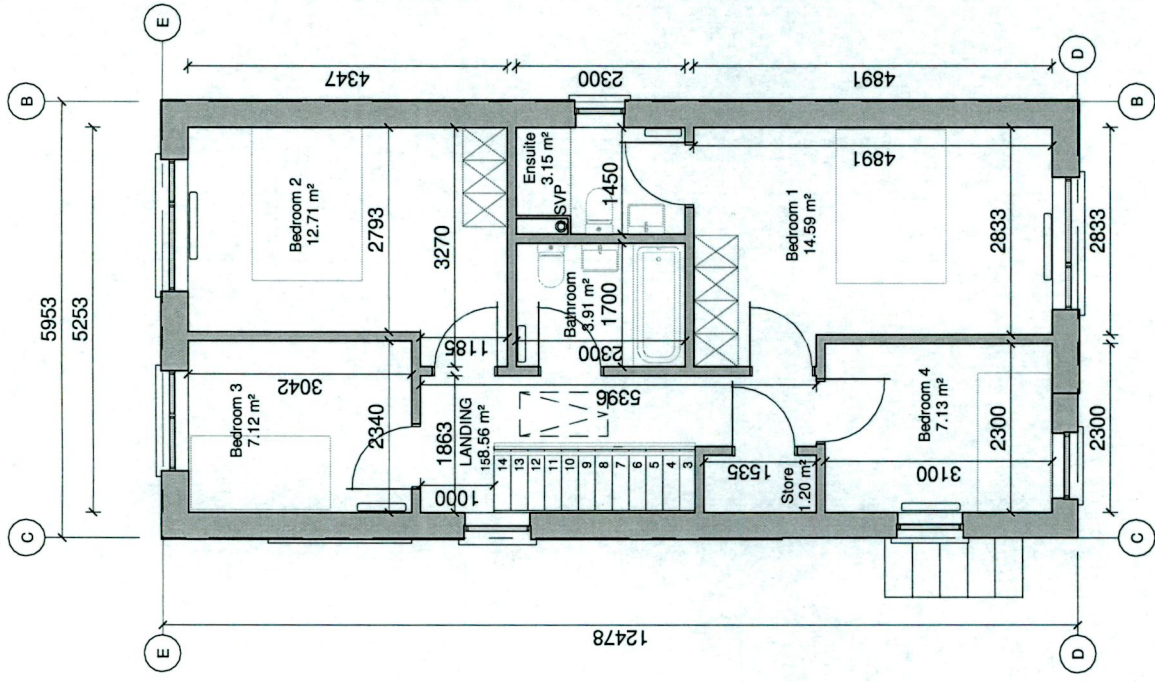 E
B
C
D
D
B
C
E
5953
5253
12478
4347
2300
4891
Bedroom 2
12.71 m²
2793
3270
Ensuite
3.15 m²
SVP
1450
4891
Bedroom 1
14.59 m²
2833
2833
Bathroom
3.91 m²
1700
2300
1185
3042
Bedroom 3
7.12 m²
2340
1863
LANDING
158.56 m²
5396
1000
14
13
12
11
10
9
8
7
6
5
4
3
1535
Store
1.20 m²
Bedroom 4
7.13 m²
3100
2300
2300